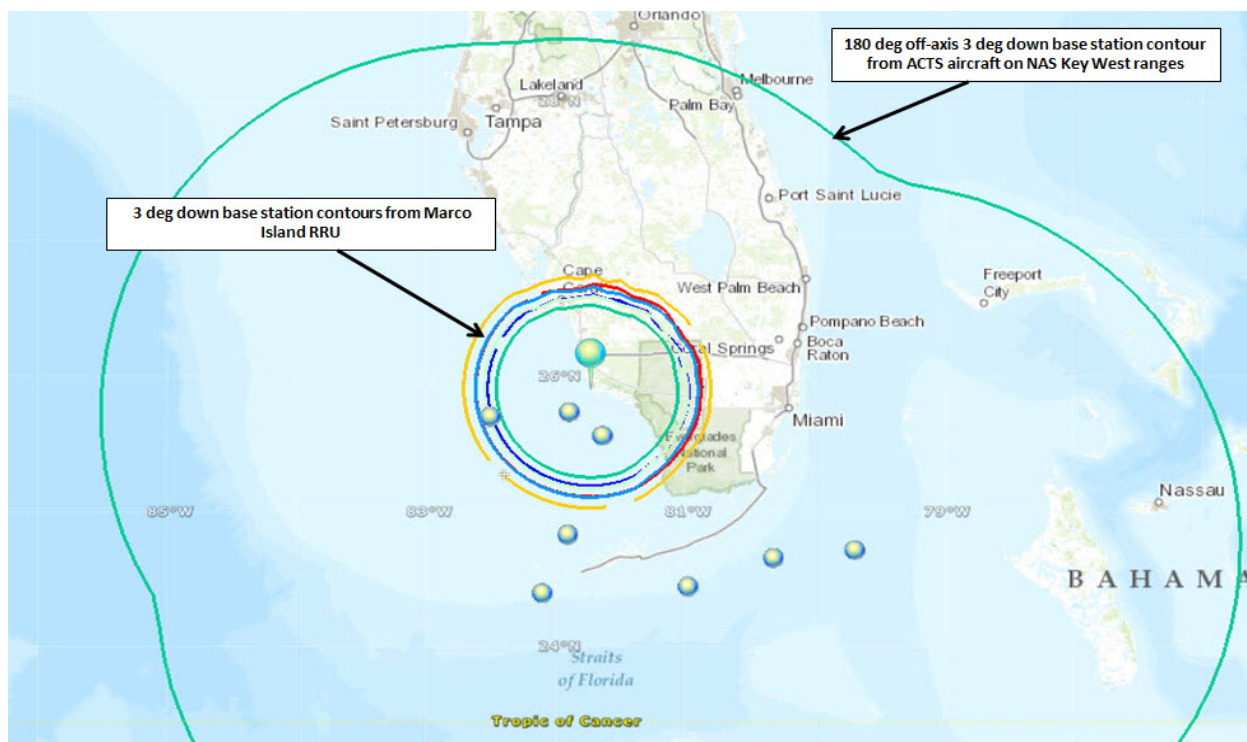 Orlando
180 deg off-axis 3 deg down base station contour
from ACTS aircraft on NAS Key West ranges
Melbourne
Lakeland
28°N
Palm Bay
Saint Petersburg
Tampa
Port Saint Lucie
3 deg down base station contours from Marco
Island RRU
Cape
Freeport
City
West Palm Beach
Pompano Beach
Springs
Boca
Raton
26°N
Miami
Everglades
National
Park
85°W
83°W
81°W
79°W
Nassau
BAHAMA
24°N
Straits
of Florida
Tropic of Cancer